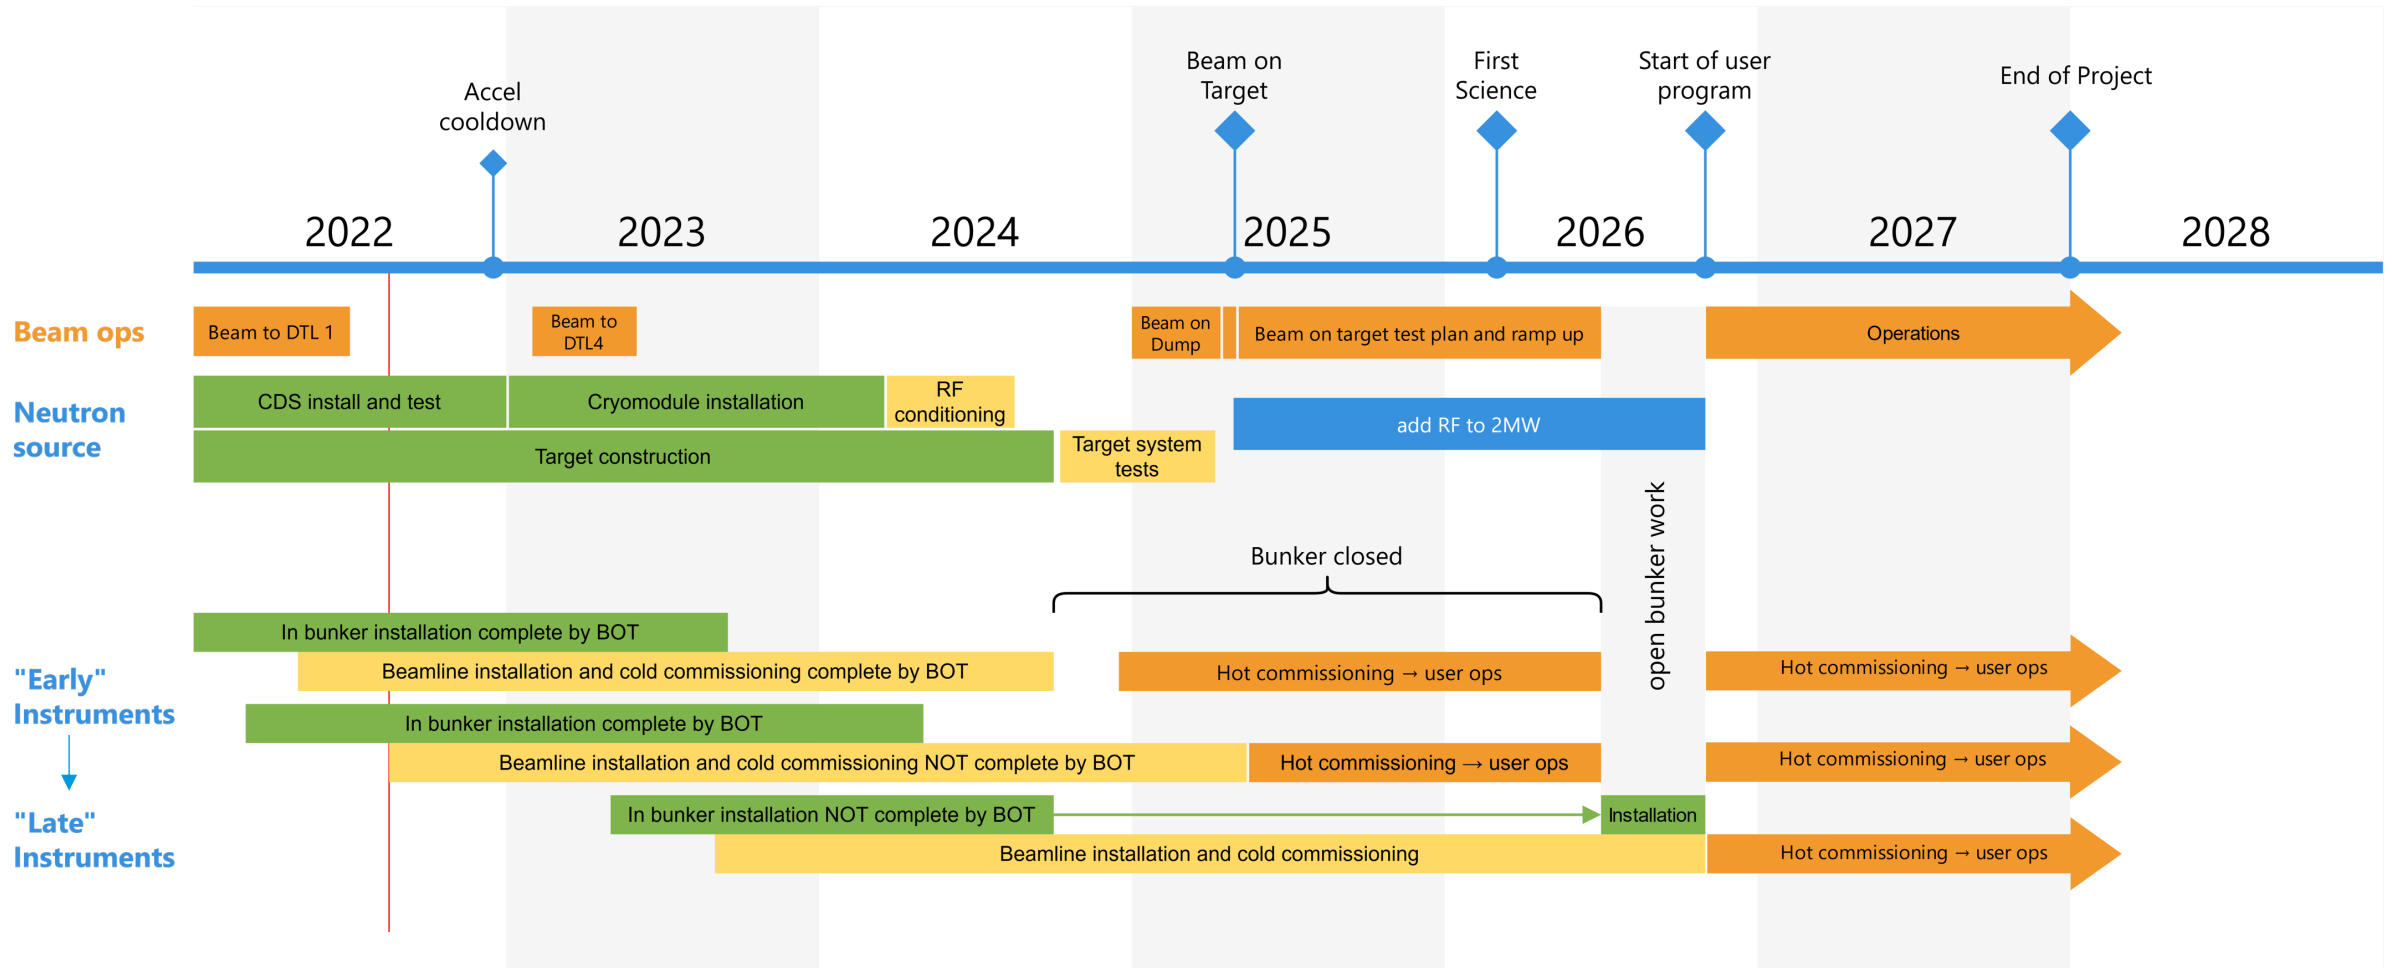 Accel
cooldown
Beam on
Target
First
Science
Start of user
program
End of Project
2022
2023
2024
2025
2026
2027
2028
Beam ops
Beam to DTL 1
Beam to
DTL4
Beam on
Dump
Beam on target test plan and ramp up
Operations
Neutron
source
CDS install and test
Cryomodule installation
RF
conditioning
add RF to 2MW
Target construction
Target system
tests
open bunker work
Bunker closed
"Early"
Instruments
In bunker installation complete by BOT
Beamline installation and cold commissioning complete by BOT
Hot commissioning → user ops
Hot commissioning → user ops
In bunker installation complete by BOT
Beamline installation and cold commissioning NOT complete by BOT
Hot commissioning → user ops
Hot commissioning → user ops
"Late"
Instruments
In bunker installation NOT complete by BOT
Installation
Beamline installation and cold commissioning
Hot commissioning → user ops